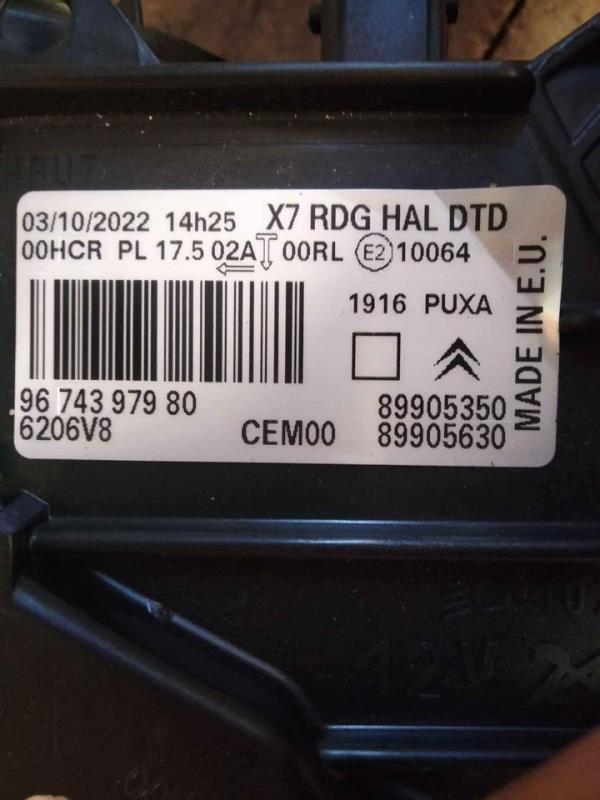 HAUT
03/10/2022 14h25 X7 RDG HAL DTD
00HCR PL 17.5 02A 00RL E2 10064
1916 PUXA
96 743 979 80
89905350
6206V8 CEM00 89905630
MADE IN E.U.
12V